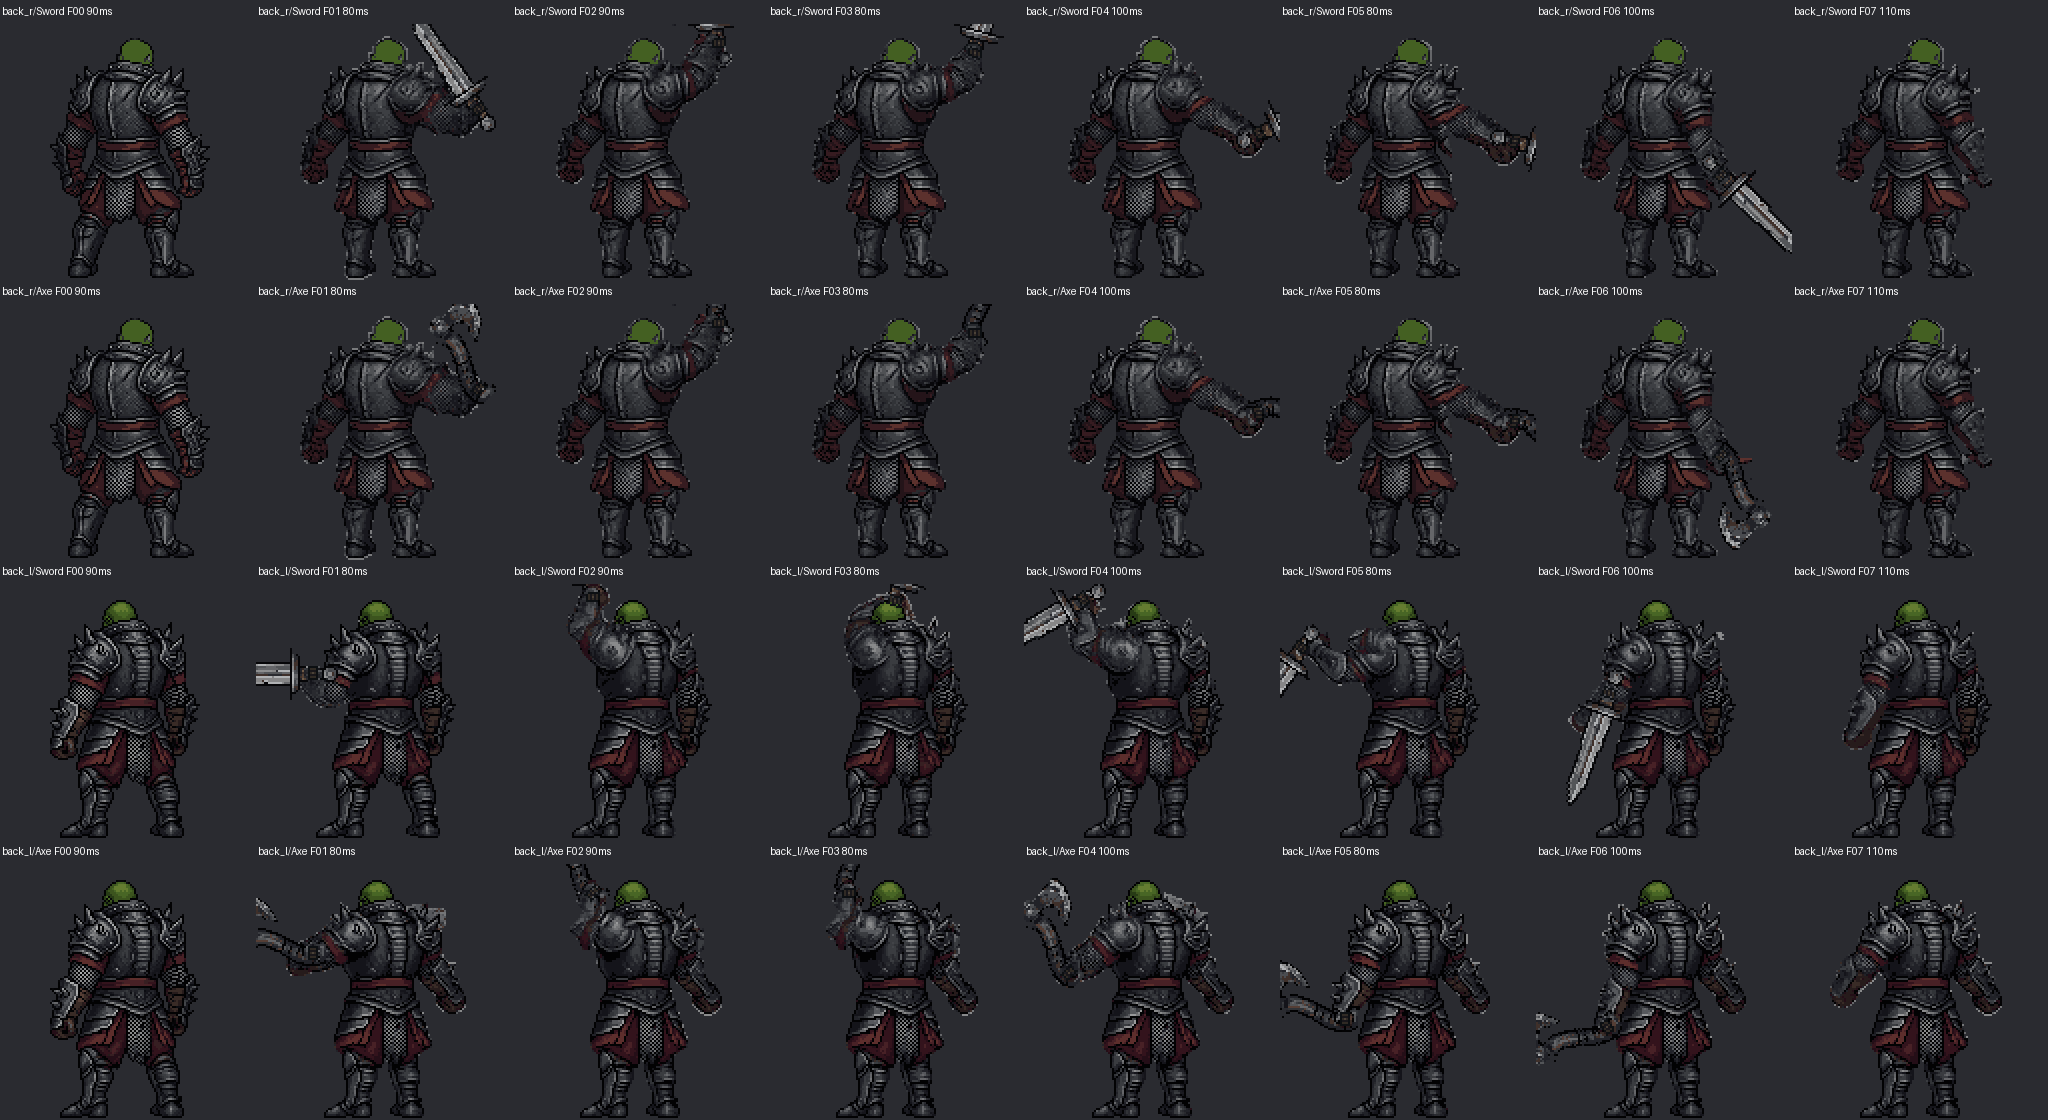 back_r/Sword F00 90ms
back_r/Sword F01 80ms
back_r/Sword F02 90ms
back_r/Sword F03 80ms
back_r/Sword F04 100ms
back_r/Sword F05 80ms
back_r/Sword F06 100ms
back_r/Sword F07 110ms
back_r/Axe F00 90ms
back_r/Axe F01 80ms
back_r/Axe F02 90ms
back_r/Axe F03 80ms
back_r/Axe F04 100ms
back_r/Axe F05 80ms
back_r/Axe F06 100ms
back_r/Axe F07 110ms
back_l/Sword F00 90ms
back_l/Sword F01 80ms
back_l/Sword F02 90ms
back_l/Sword F03 80ms
back_l/Sword F04 100ms
back_l/Sword F05 80ms
back_l/Sword F06 100ms
back_l/Sword F07 110ms
back_l/Axe F00 90ms
back_l/Axe F01 80ms
back_l/Axe F02 90ms
back_l/Axe F03 80ms
back_l/Axe F04 100ms
back_l/Axe F05 80ms
back_l/Axe F06 100ms
back_l/Axe F07 110ms